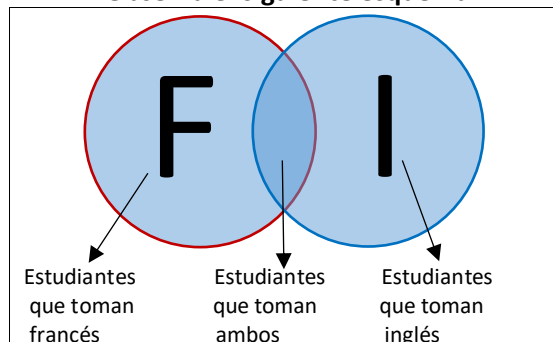 F I
Estudiantes
que toman
francés
Estudiantes
que toman
ambos
Estudiantes
que toman
inglés